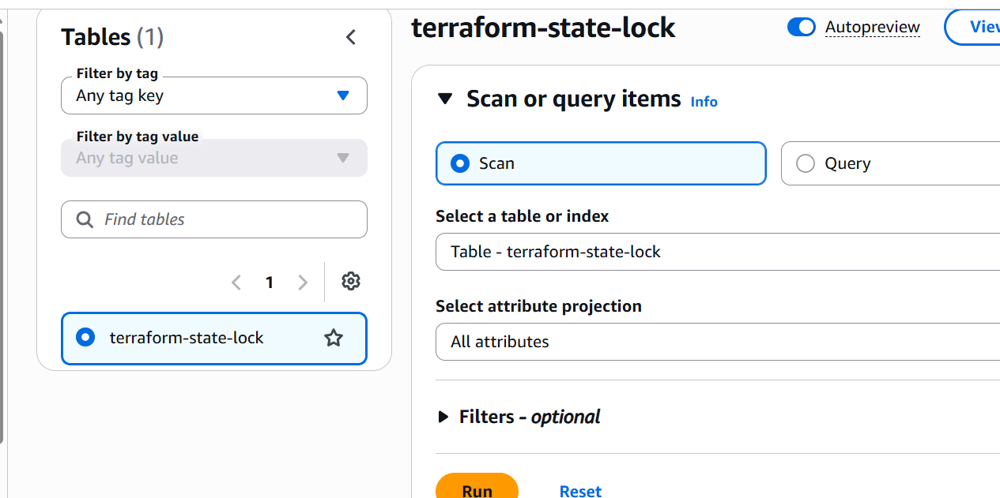 Tables (1)
Filter by tag
Any tag key
Filter by tag value
Any tag value
Find tables
1
terraform-state-lock
terraform-state-lock
Autopreview
Scan or query items Info
Scan
Query
Select a table or index
Table - terraform-state-lock
Select attribute projection
All attributes
Filters - optional
Run
Reset